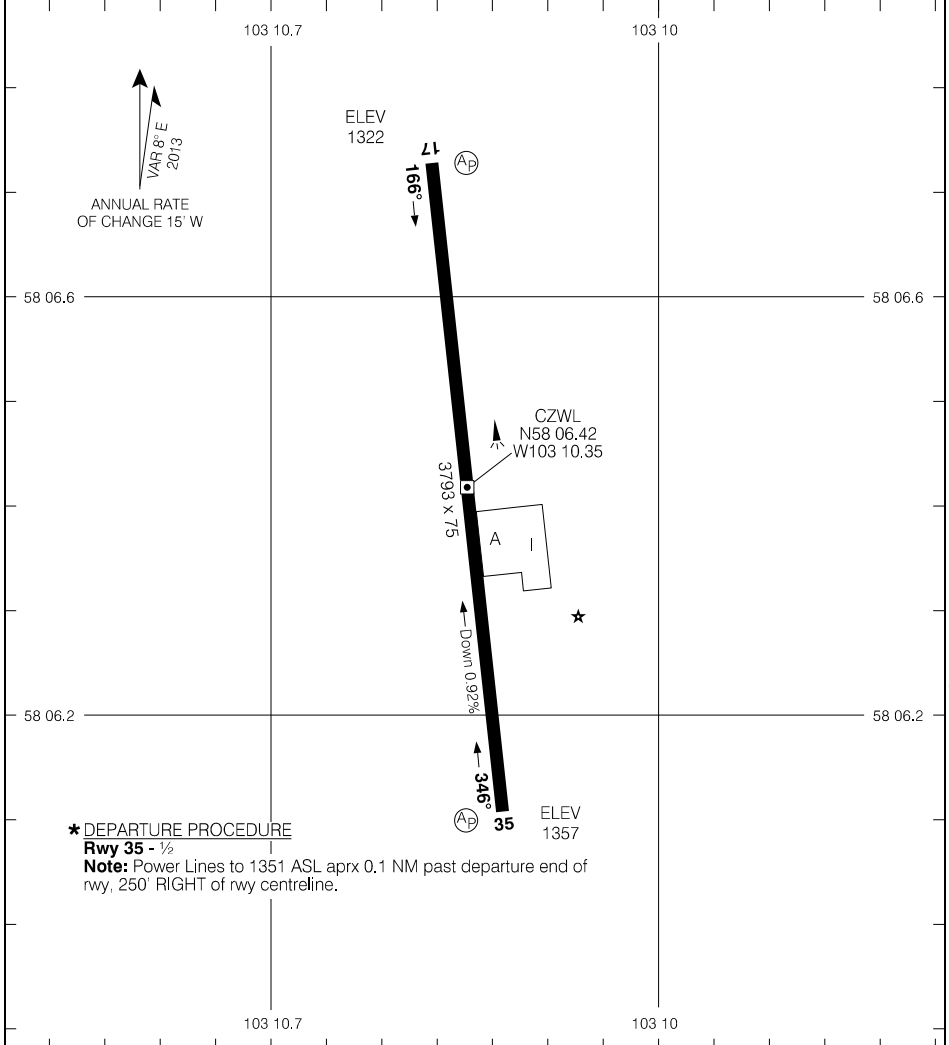 103 10.7
103 10
VAR 8° E
2013
ANNUAL RATE
OF CHANGE 15' W
ELEV
1322
17
AP
166°
58 06.6
58 06.6
CZWL
N58 06.42
W103 10.35
3793 x 75
A
I
Down 0.92%
58 06.2
58 06.2
346°
AP
35
ELEV
1357
* DEPARTURE PROCEDURE
Rwy 35 - ½
Note: Power Lines to 1351 ASL aprx 0.1 NM past departure end of
rwy, 250' RIGHT of rwy centreline.
103 10.7
103 10